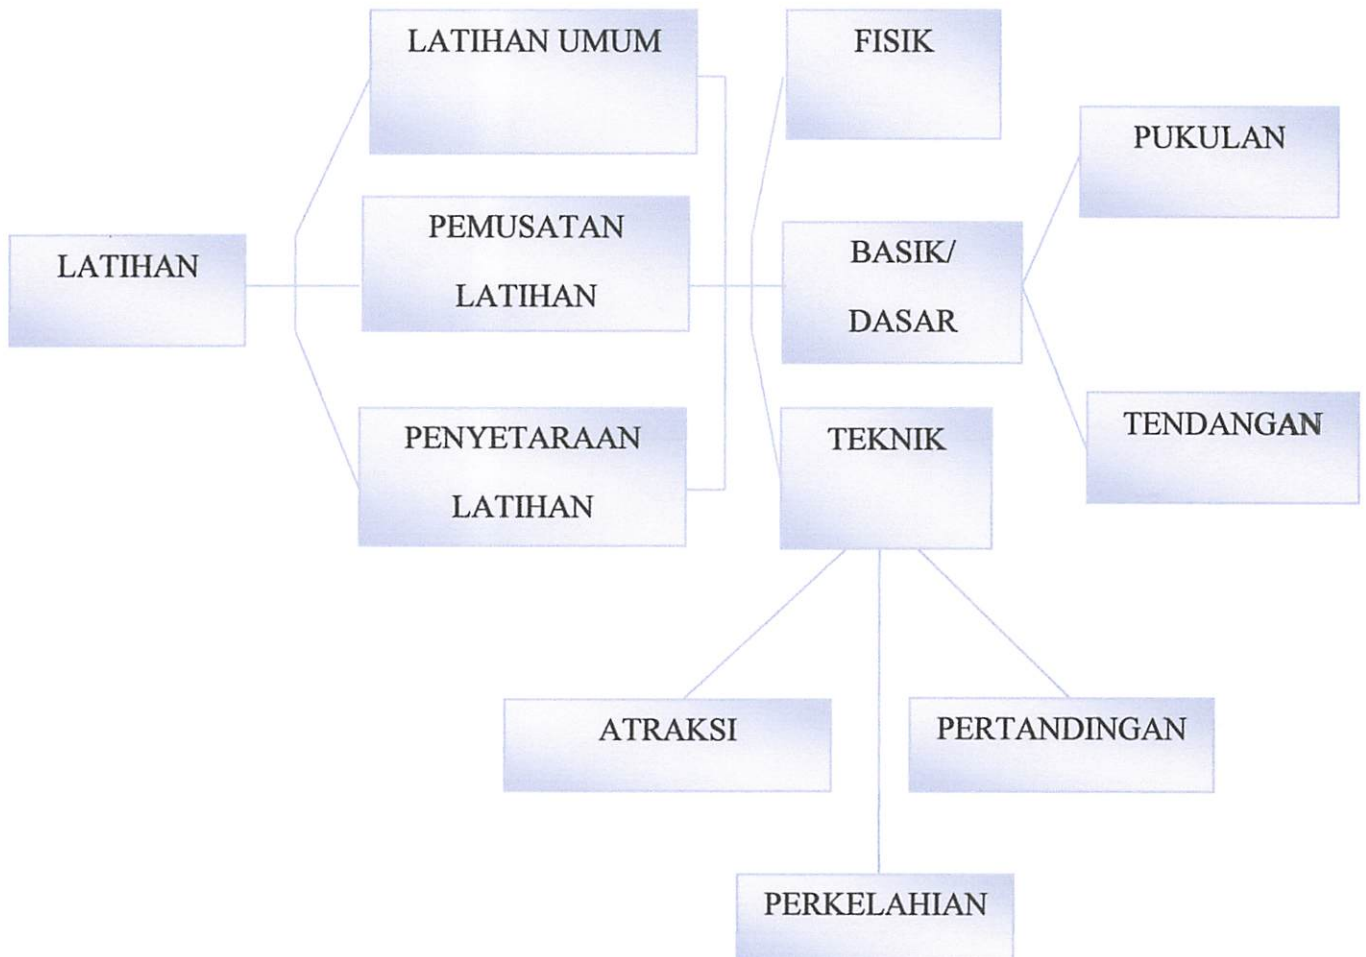 LATIHAN
LATIHAN UMUM
PEMUSATAN
LATIHAN
PENYETARAAN
LATIHAN
FISIK
BASIK/
DASAR
TEKNIK
PUKULAN
TENDANGAN
ATRAKSI
PERTANDINGAN
PERKELAHIAN